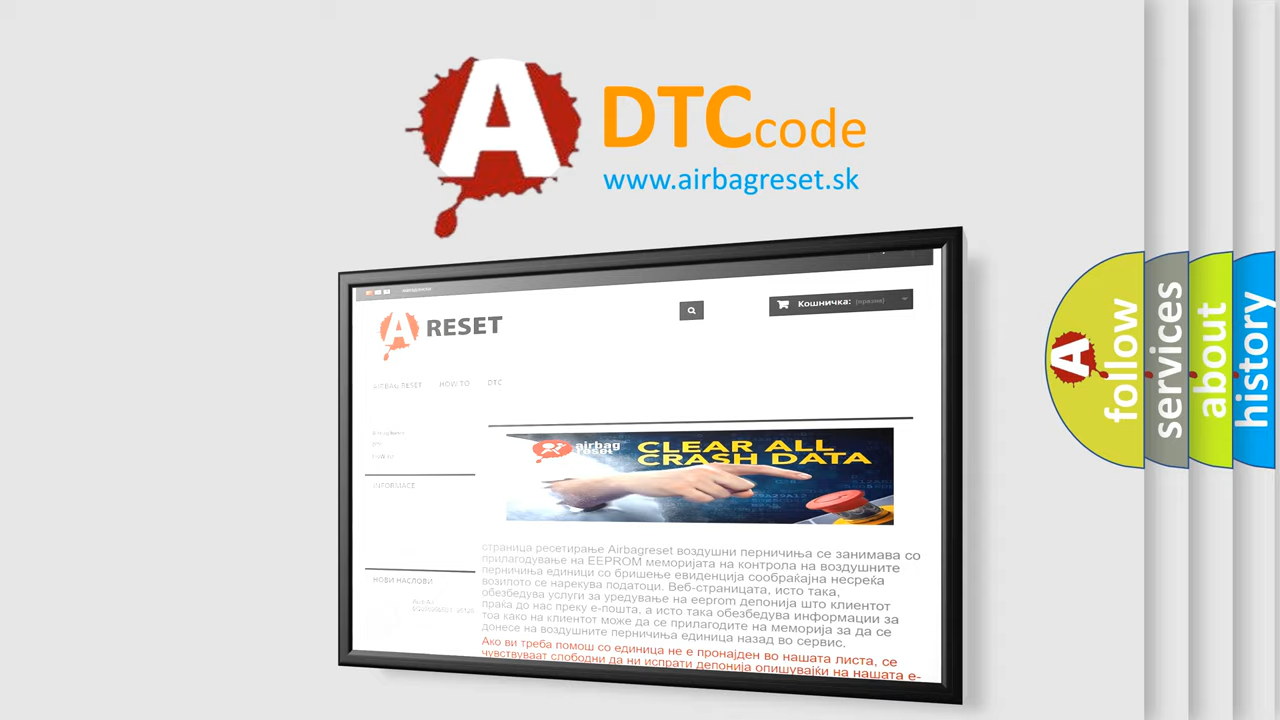 A
DTCcode
www.airbagreset.sk
A RESET
Кошничка: (празни)
AIRBAG RESET HOW TO DTC
INFORMACE
airbag
reset
CLEAR ALL
CRASH DATA
страница ресетирање Airbagreset воздушни перничиња се занимава со
прилагодување на EEPROM меморијата на контрола на воздушните
перничиња единици со бришење евиденција сообраќајна несреќа
возилото се нарекува податоци. Веб-страницата, исто така,
обезбедува услуги за уредување на eeprom депонија што клиентот
праќа до нас преку е-пошта, а исто така обезбедува информации за
тоа како на клиентот може да се прилагодите на меморија за да се
донесе на воздушните перничиња единица назад во сервис.
Ако ви треба помош со единица не е пронајден во нашата листа, се
чувствуваат слободни да ни испрати депонија опишувајќи на нашата е-
НОВИ НАСЛОВИ
A
follow
services
about
history